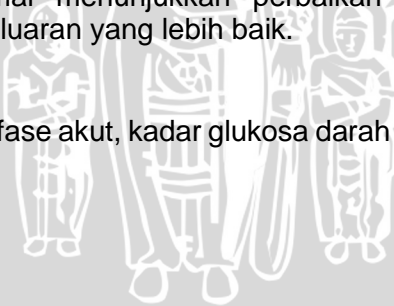 menunjukkan perbaikan
luaran yang lebih baik.
fase akut, kadar glukosa darah